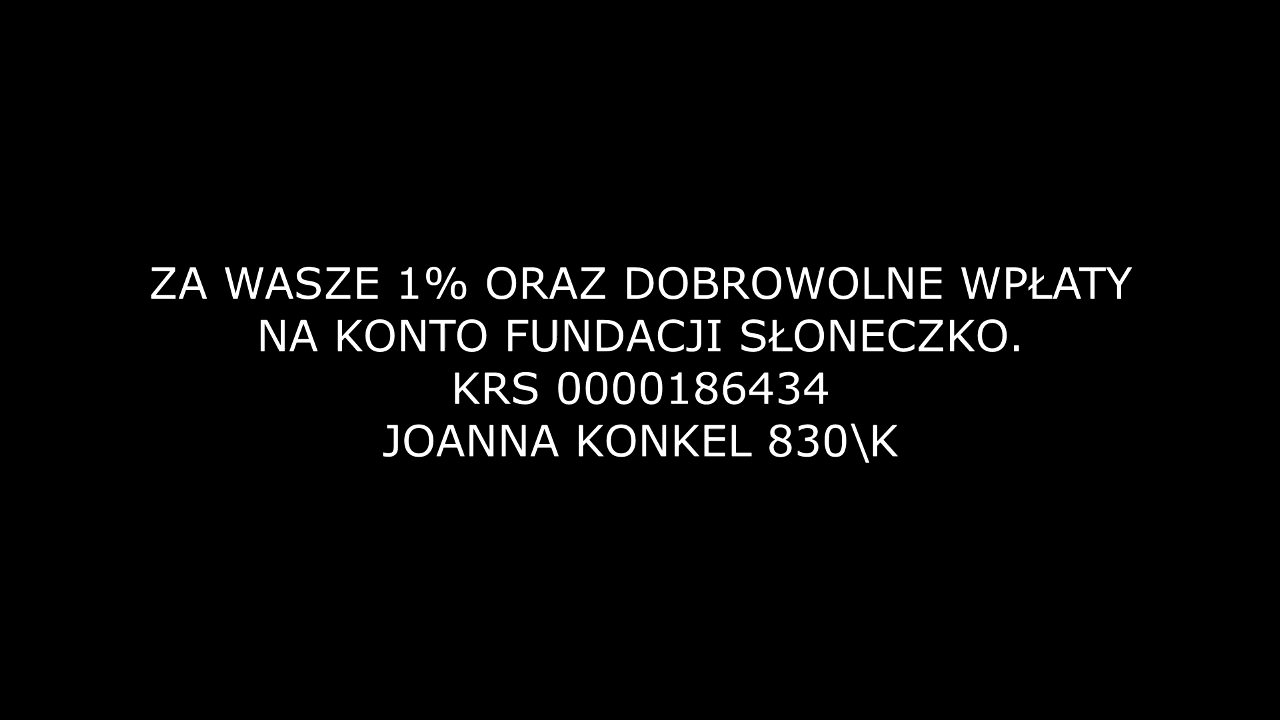 ZA WASZE 1% ORAZ DOBROWOLNE WPŁATY
NA KONTO FUNDACJI SŁONECZKO.
KRS 0000186434
JOANNA KONKEL 830\K